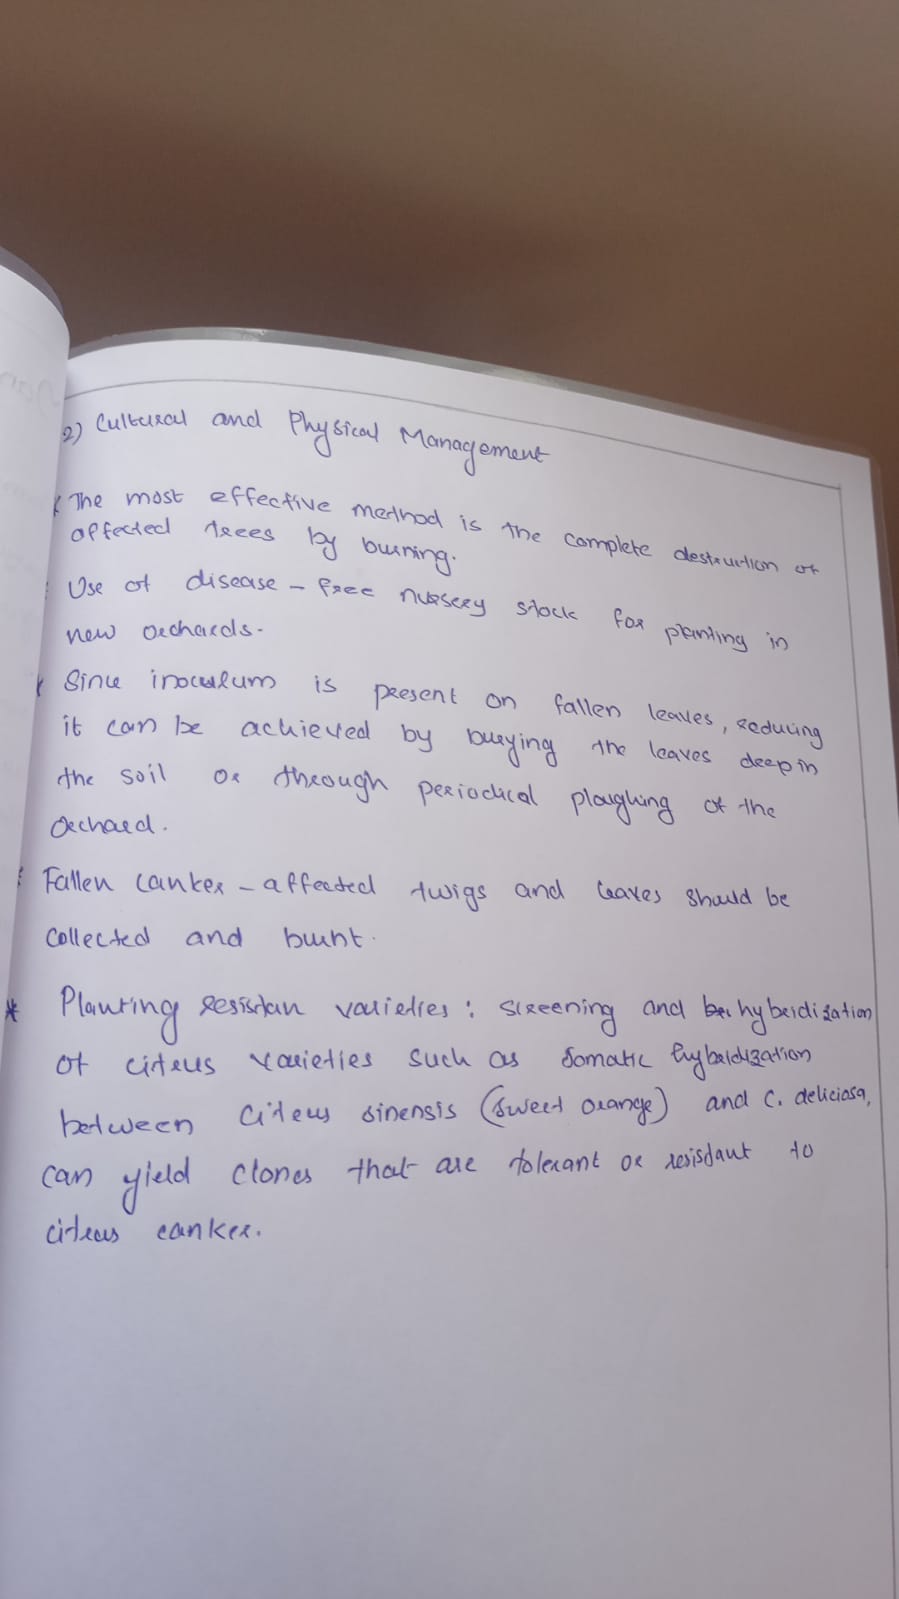 2) Cultural and Physical Management
* The most effective method is the complete destruction of
affected trees by burning.
* Use of disease - free nursery stock for planting in
new orchards.
* Since inoculum is present on fallen leaves, reducing
it can be achieved by burying the leaves deep in
the soil or through periodical ploughing of the
Orchard.
* Fallen canker - affected twigs and leaves should be
collected and burnt.
* Planting resistan varieties : screening and hybridization
of citrus varieties such as somatic hybridization
between Citrus sinensis (sweet orange) and C. deliciosa,
can yield clones that are tolerant or resistant to
citrus canker.